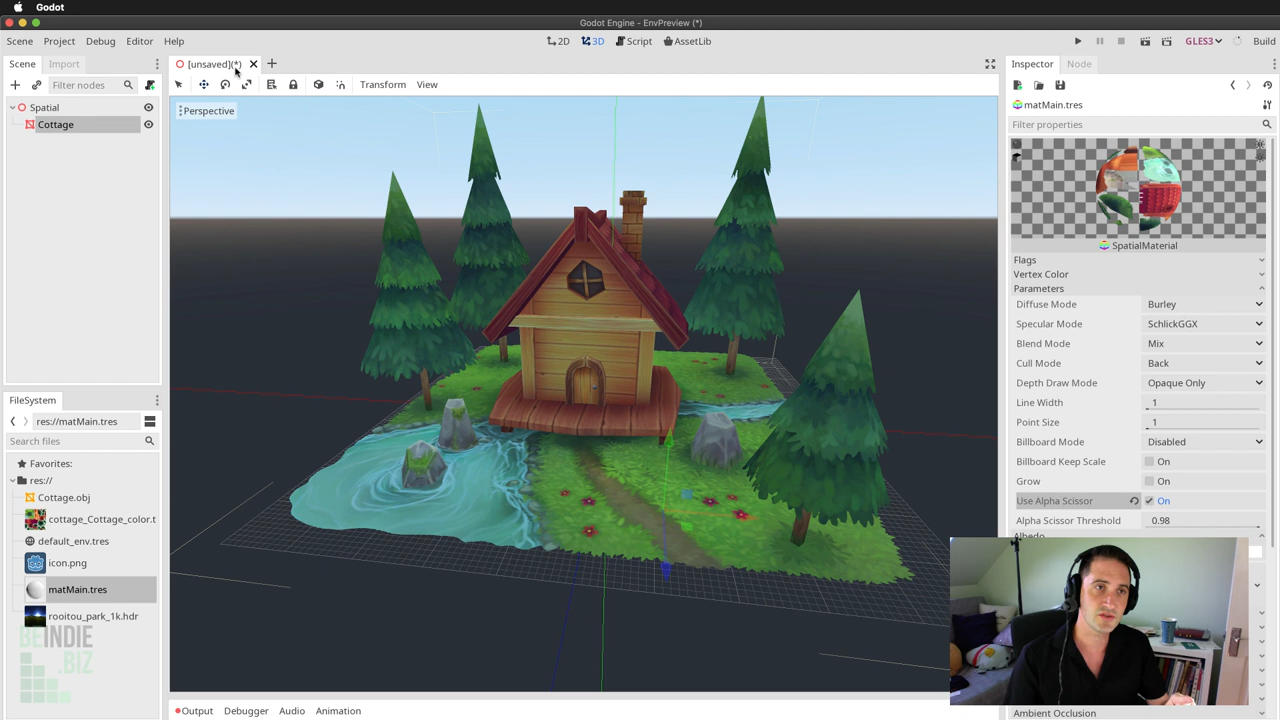 Godot
Godot Engine - EnvPreview (*)
Scene Project Debug Editor Help
2D 3D Script AssetLib
GLES3 Build
Scene Import
[unsaved](*)
Inspector Node
Filter nodes
Transform View
Spatial
Cottage
Perspective
matMain.tres
Filter properties
SpatialMaterial
Flags
Vertex Color
Parameters
Diffuse Mode Burley
Specular Mode SchlickGGX
Blend Mode Mix
Cull Mode Back
Depth Draw Mode Opaque Only
Line Width 1
Point Size 1
Billboard Mode Disabled
Billboard Keep Scale On
Grow On
Use Alpha Scissor On
Alpha Scissor Threshold 0.98
Albedo
Ambient Occlusion
FileSystem
res://matMain.tres
Search files
Favorites:
res://
Cottage.obj
cottage_Cottage_color.t
default_env.tres
icon.png
matMain.tres
rooitou_park_1k.hdr
BEINDIE
.BIZ
Output Debugger Audio Animation